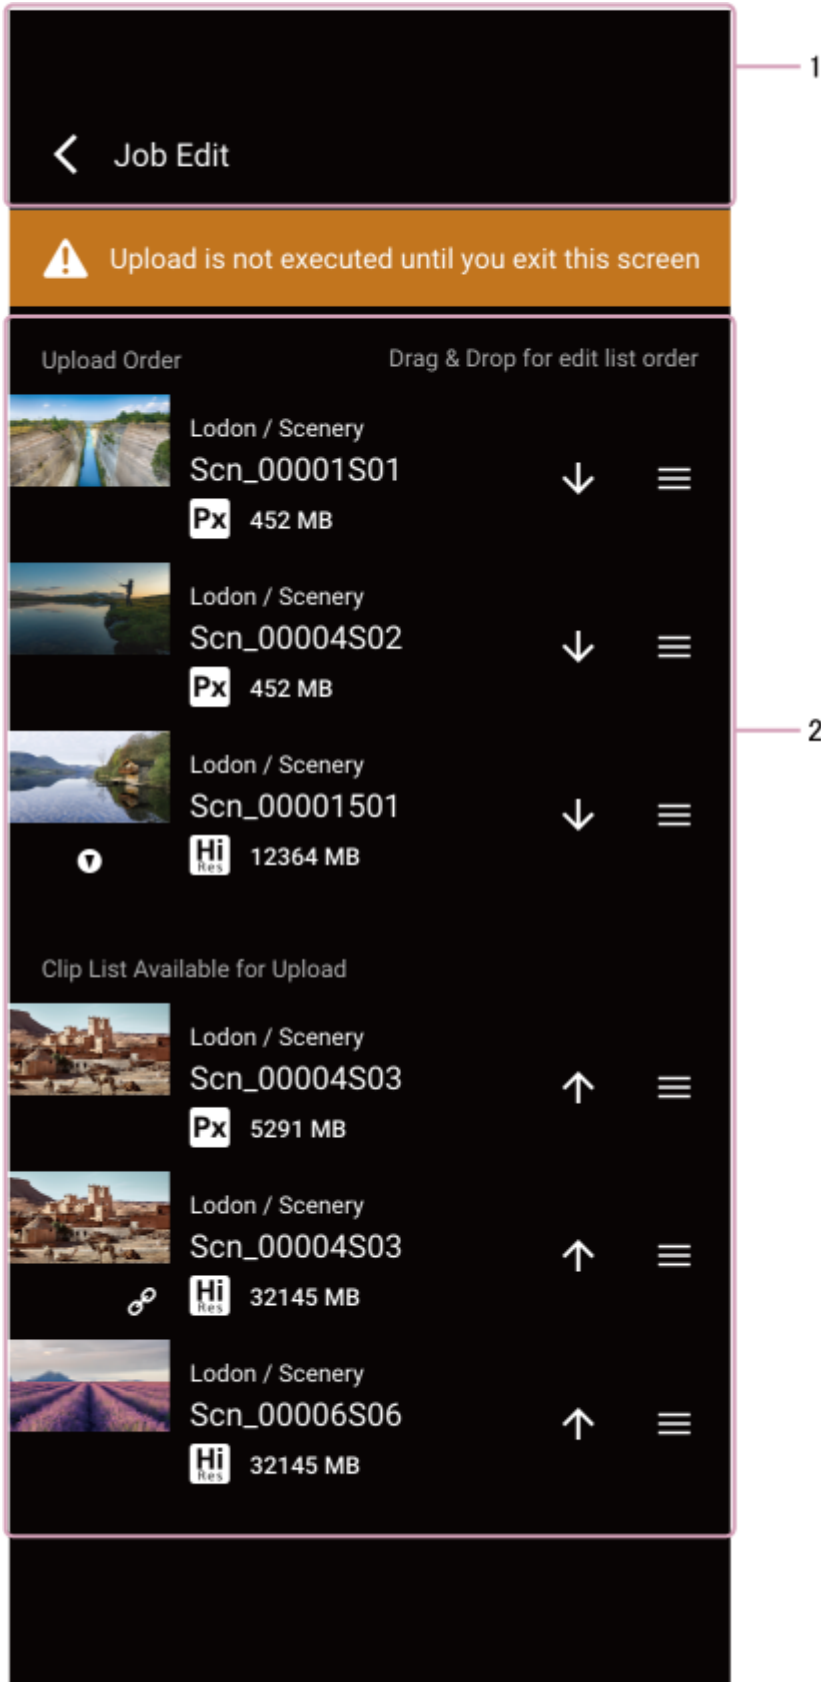 1
Job Edit
Upload is not executed until you exit this screen
Upload Order
Drag & Drop for edit list order
Lodon / Scenery
Scn_00001S01
Px 452 MB
Lodon / Scenery
Scn_00004S02
Px 452 MB
2
Lodon / Scenery
Scn_00001501
Hi Res 12364 MB
Clip List Available for Upload
Lodon / Scenery
Scn_00004S03
Px 5291 MB
Lodon / Scenery
Scn_00004S03
Hi Res 32145 MB
Lodon / Scenery
Scn_00006S06
Hi Res 32145 MB